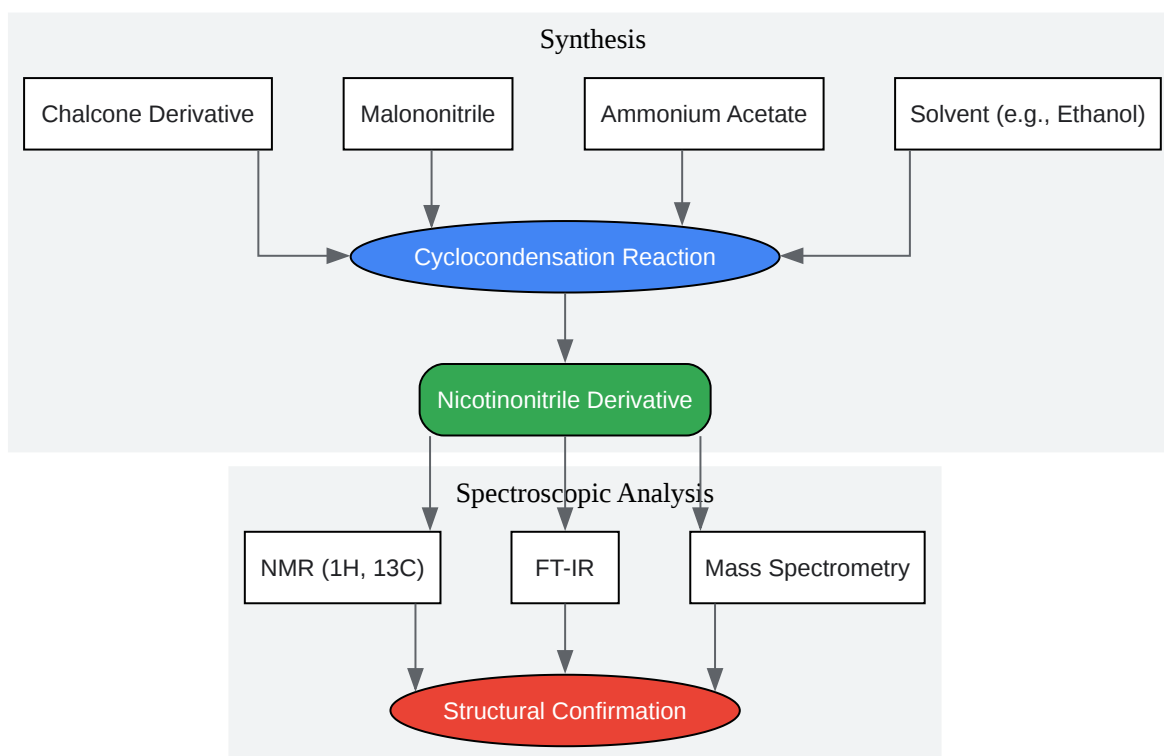 Synthesis
Chalcone Derivative
Malononitrile
Ammonium Acetate
Solvent (e.g., Ethanol)
Cyclocondensation Reaction
Nicotinonitrile Derivative
Spectroscopic Analysis
NMR (1H, 13C)
FT-IR
Mass Spectrometry
Structural Confirmation